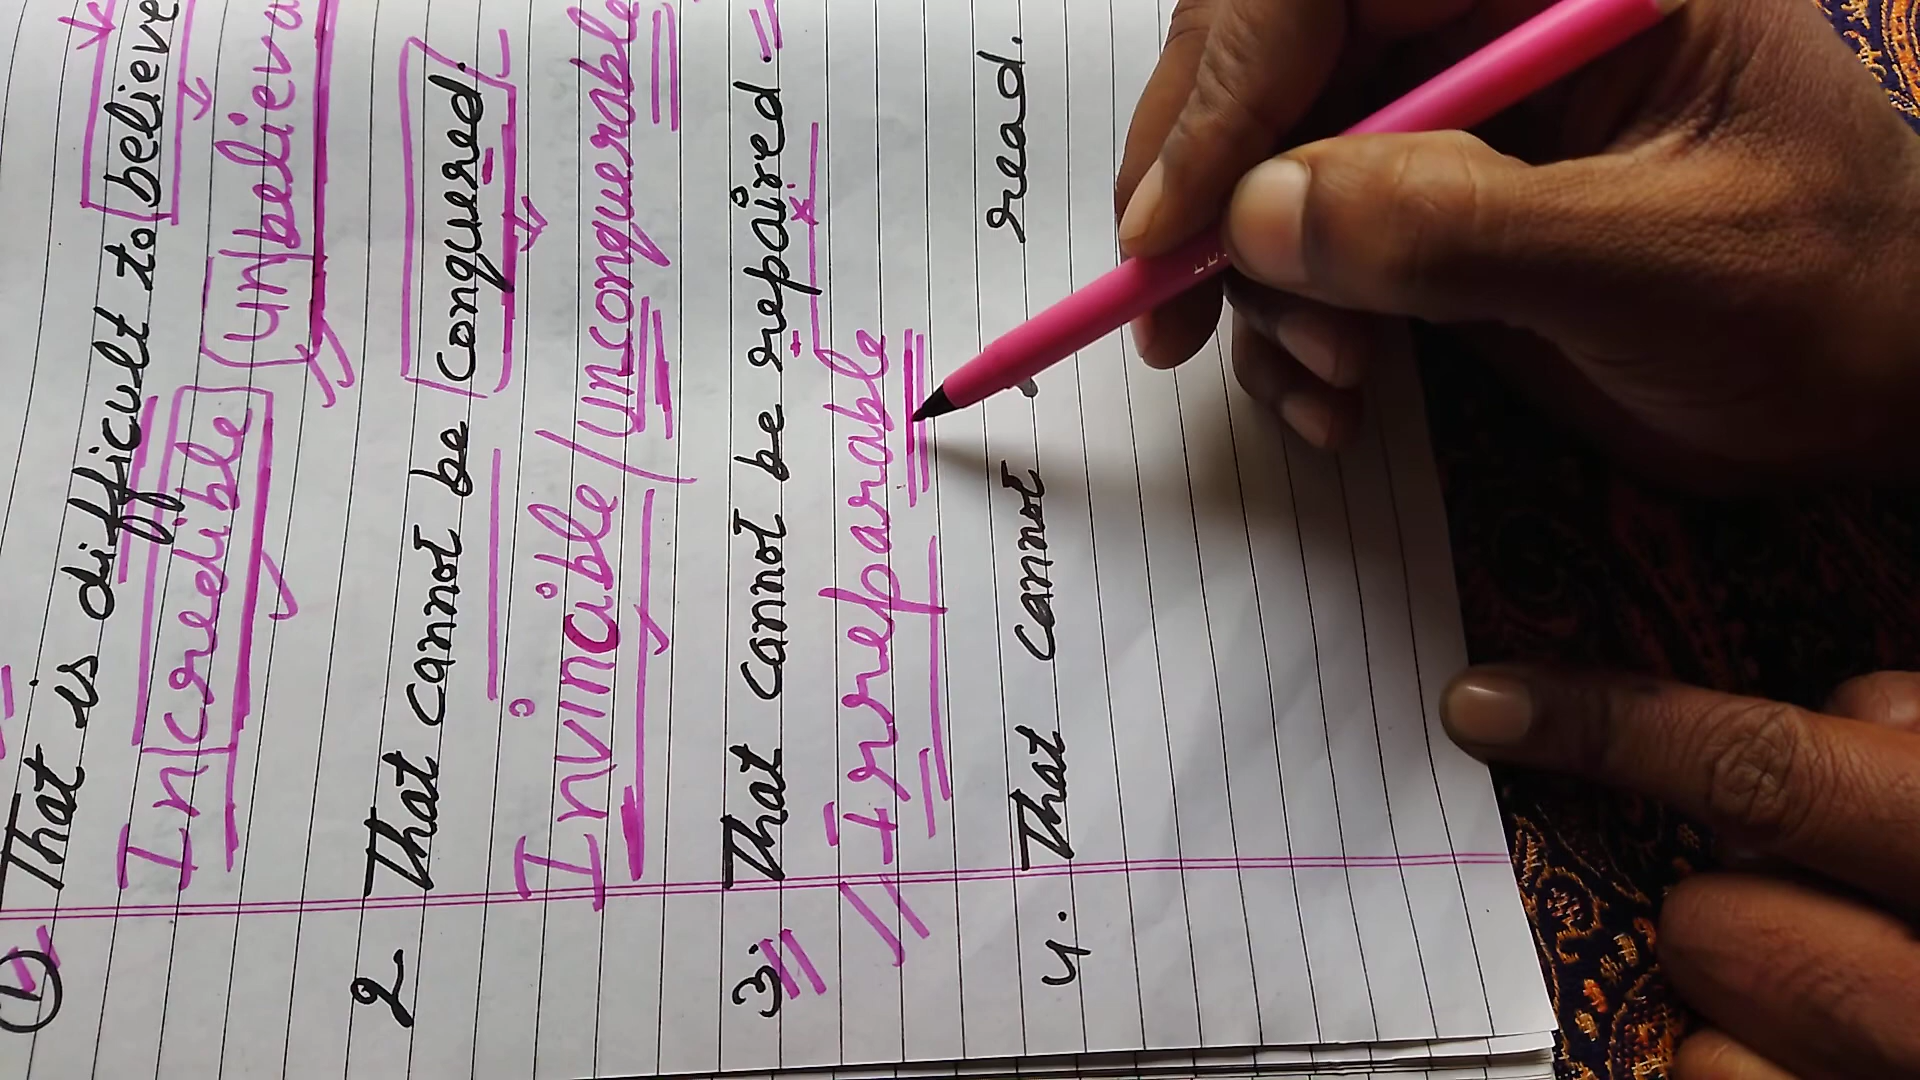 ① That is difficult to believe
Incredible / unbelieva
2. That cannot be conquered.
Invincible / unconquerable
③. That cannot be repaired.
Irreparable
4. That cannot read.